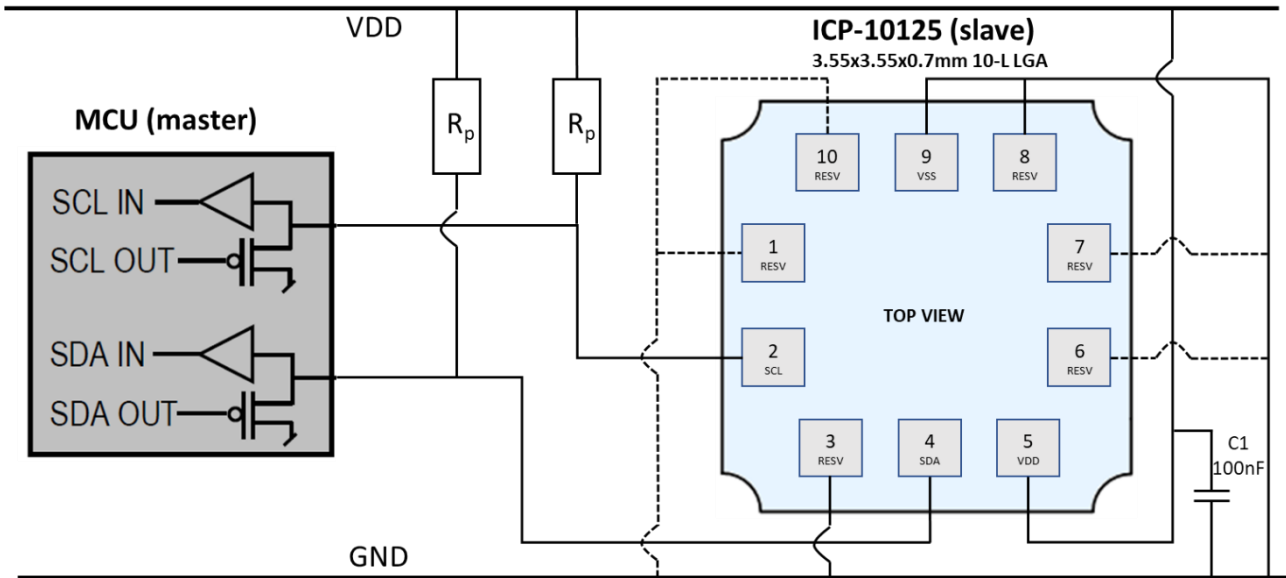 VDD
ICP-10125 (slave)
3.55x3.55x0.7mm 10-L LGA
MCU (master)
Rp
Rp
SCL IN
SCL OUT
SDA IN
SDA OUT
10
RESV
9
VSS
8
RESV
1
RESV
7
RESV
TOP VIEW
2
SCL
6
RESV
3
RESV
4
SDA
5
VDD
C1
100nF
GND